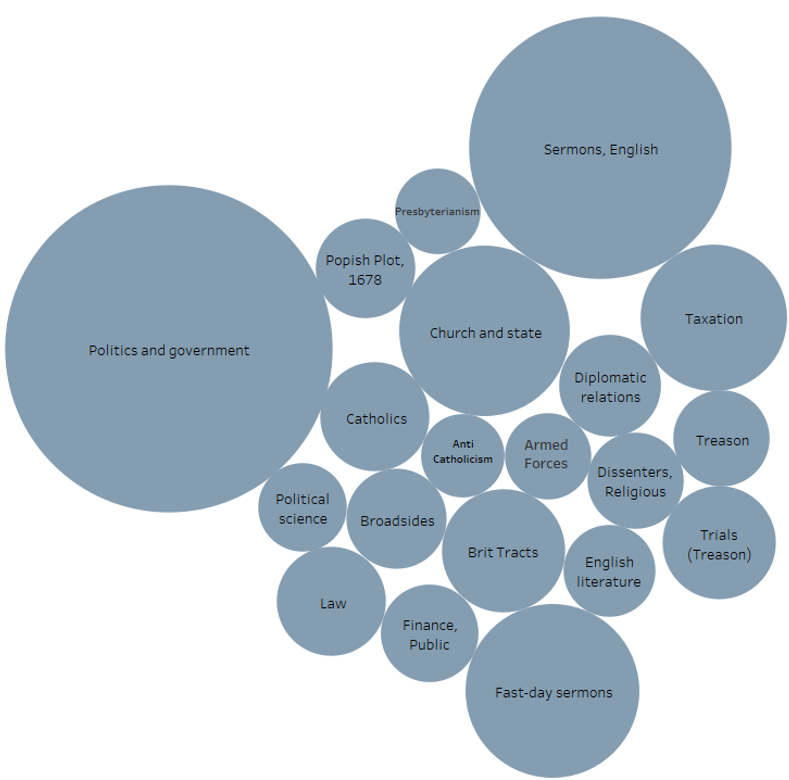 Sermons, English
Presbyterianism
Popish Plot,
1678
Taxation
Church and state
Politics and government
Diplomatic
relations
Catholics
Treason
Anti
Catholicism
Armed
Forces
Dissenters,
Religious
Political
science
Broadsides
Trials
(Treason)
Brit Tracts
English
literature
Law
Finance,
Public
Fast-day sermons